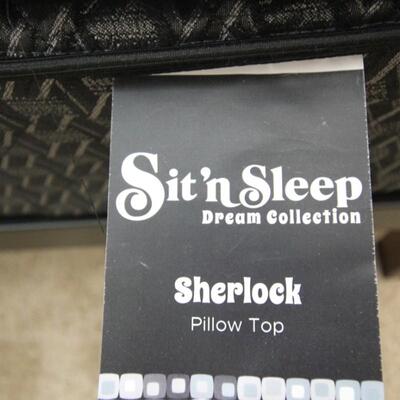 Sit'n Sleep
Dream Collection
Sherlock
Pillow Top